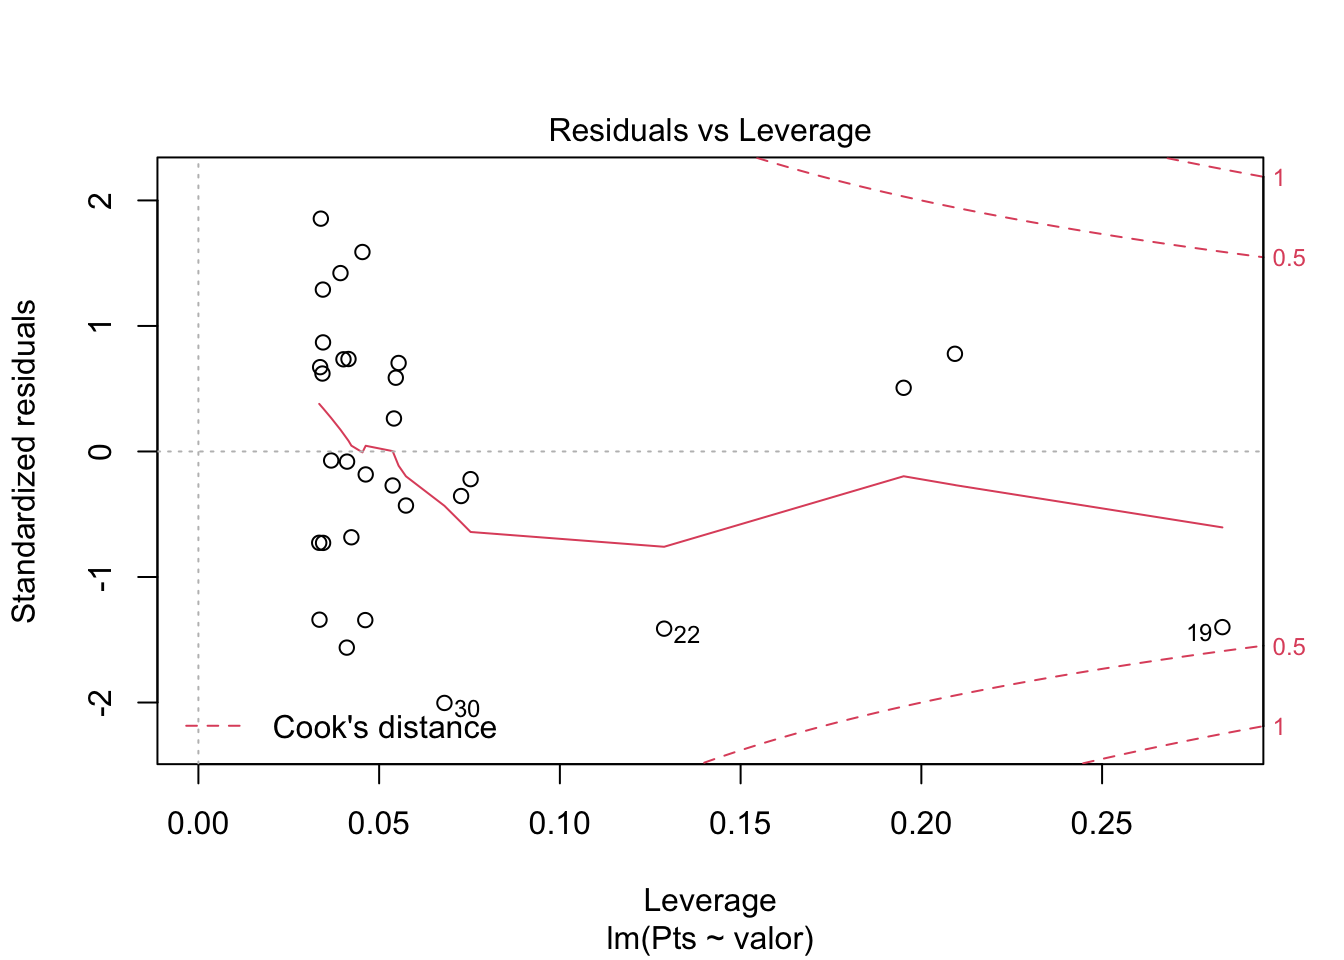 Residuals vs Leverage
Standardized residuals
2
1
0
-1
-2
1
0.5
0.5
1
22
19
30
Cook's distance
0.00 0.05 0.10 0.15 0.20 0.25
Leverage
lm(Pts ~ valor)